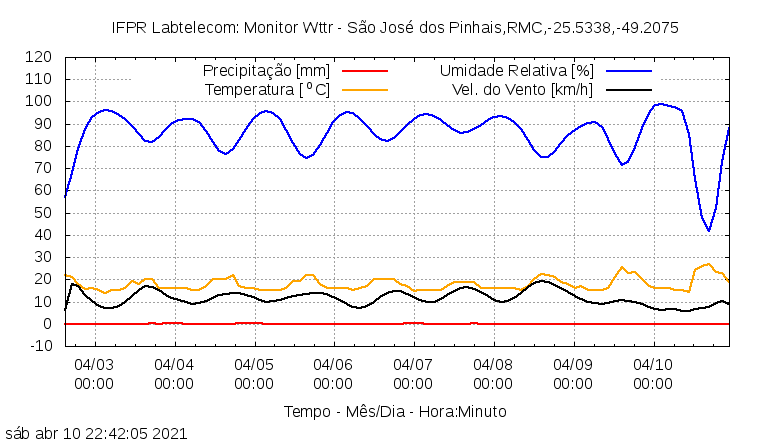 IFPR Labtelecom: Monitor Wttr - São José dos Pinhais,RMC,-25.5338,-49.2075
120
110
100
90
80
70
60
50
40
30
20
10
0
-10
Precipitação [mm]
Temperatura [⁰C]
Umidade Relativa [%]
Vel. do Vento [km/h]
04/03 04/04 04/05 04/06 04/07 04/08 04/09 04/10
00:00 00:00 00:00 00:00 00:00 00:00 00:00 00:00
Tempo - Mês/Dia - Hora:Minuto
sáb abr 10 22:42:05 2021